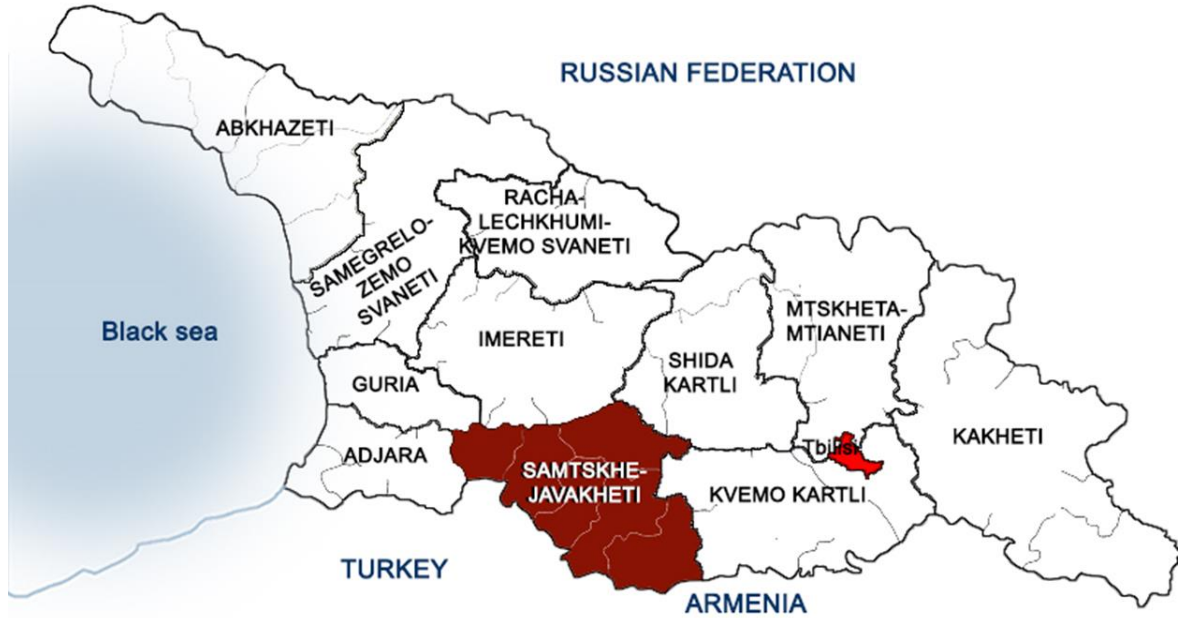 RUSSIAN FEDERATION
ABKHAZETI
RACHA-
LECHKHUMI-
KVEMO SVANETI
SAMEGRELO-
ZEMO
SVANETI
MTSKHETA-
MTIANETI
Black sea
IMERETI
SHIDA
KARTLI
GURIA
KAKHETI
Tbilisi
ADJARA
SAMTSKHE-
JAVAKHETI
KVEMO KARTLI
TURKEY
ARMENIA